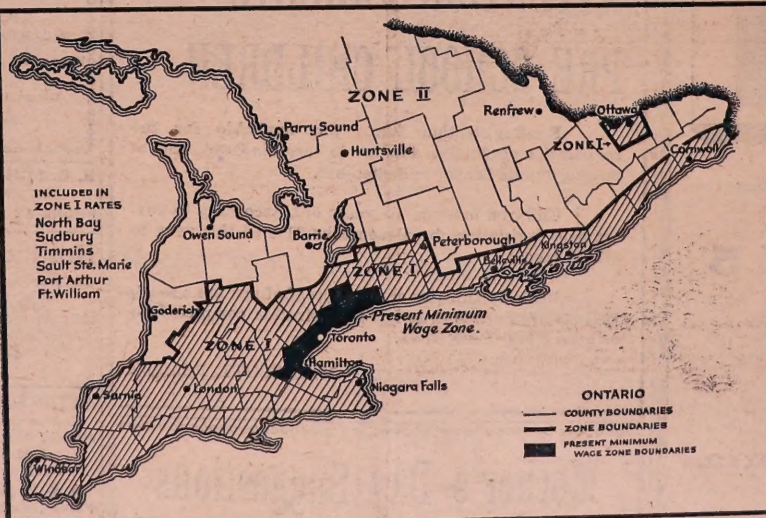 ZONE II
Renfrew
Ottawa
ZONE I
Cornwall
Parry Sound
Huntsville
INCLUDED IN
ZONE I RATES
North Bay
Sudbury
Timmins
Sault Ste. Marie
Port Arthur
Ft. William
Owen Sound
Barrie
Peterborough
Kingston
Belleville
ZONE I
Goderich
Present Minimum
Wage Zone.
Toronto
ZONE I
Hamilton
Niagara Falls
London
Sarnia
Windsor
ONTARIO
COUNTY BOUNDARIES
ZONE BOUNDARIES
PRESENT MINIMUM
WAGE ZONE BOUNDARIES